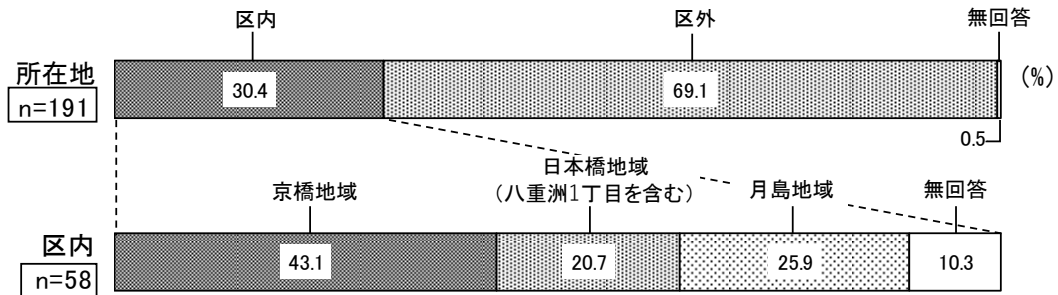 区内 区外 無回答
所在地
n=191
30.4 69.1 (%)
0.5
京橋地域 日本橋地域 月島地域 無回答
(八重洲1丁目を含む)
区内
n=58
43.1 20.7 25.9 10.3